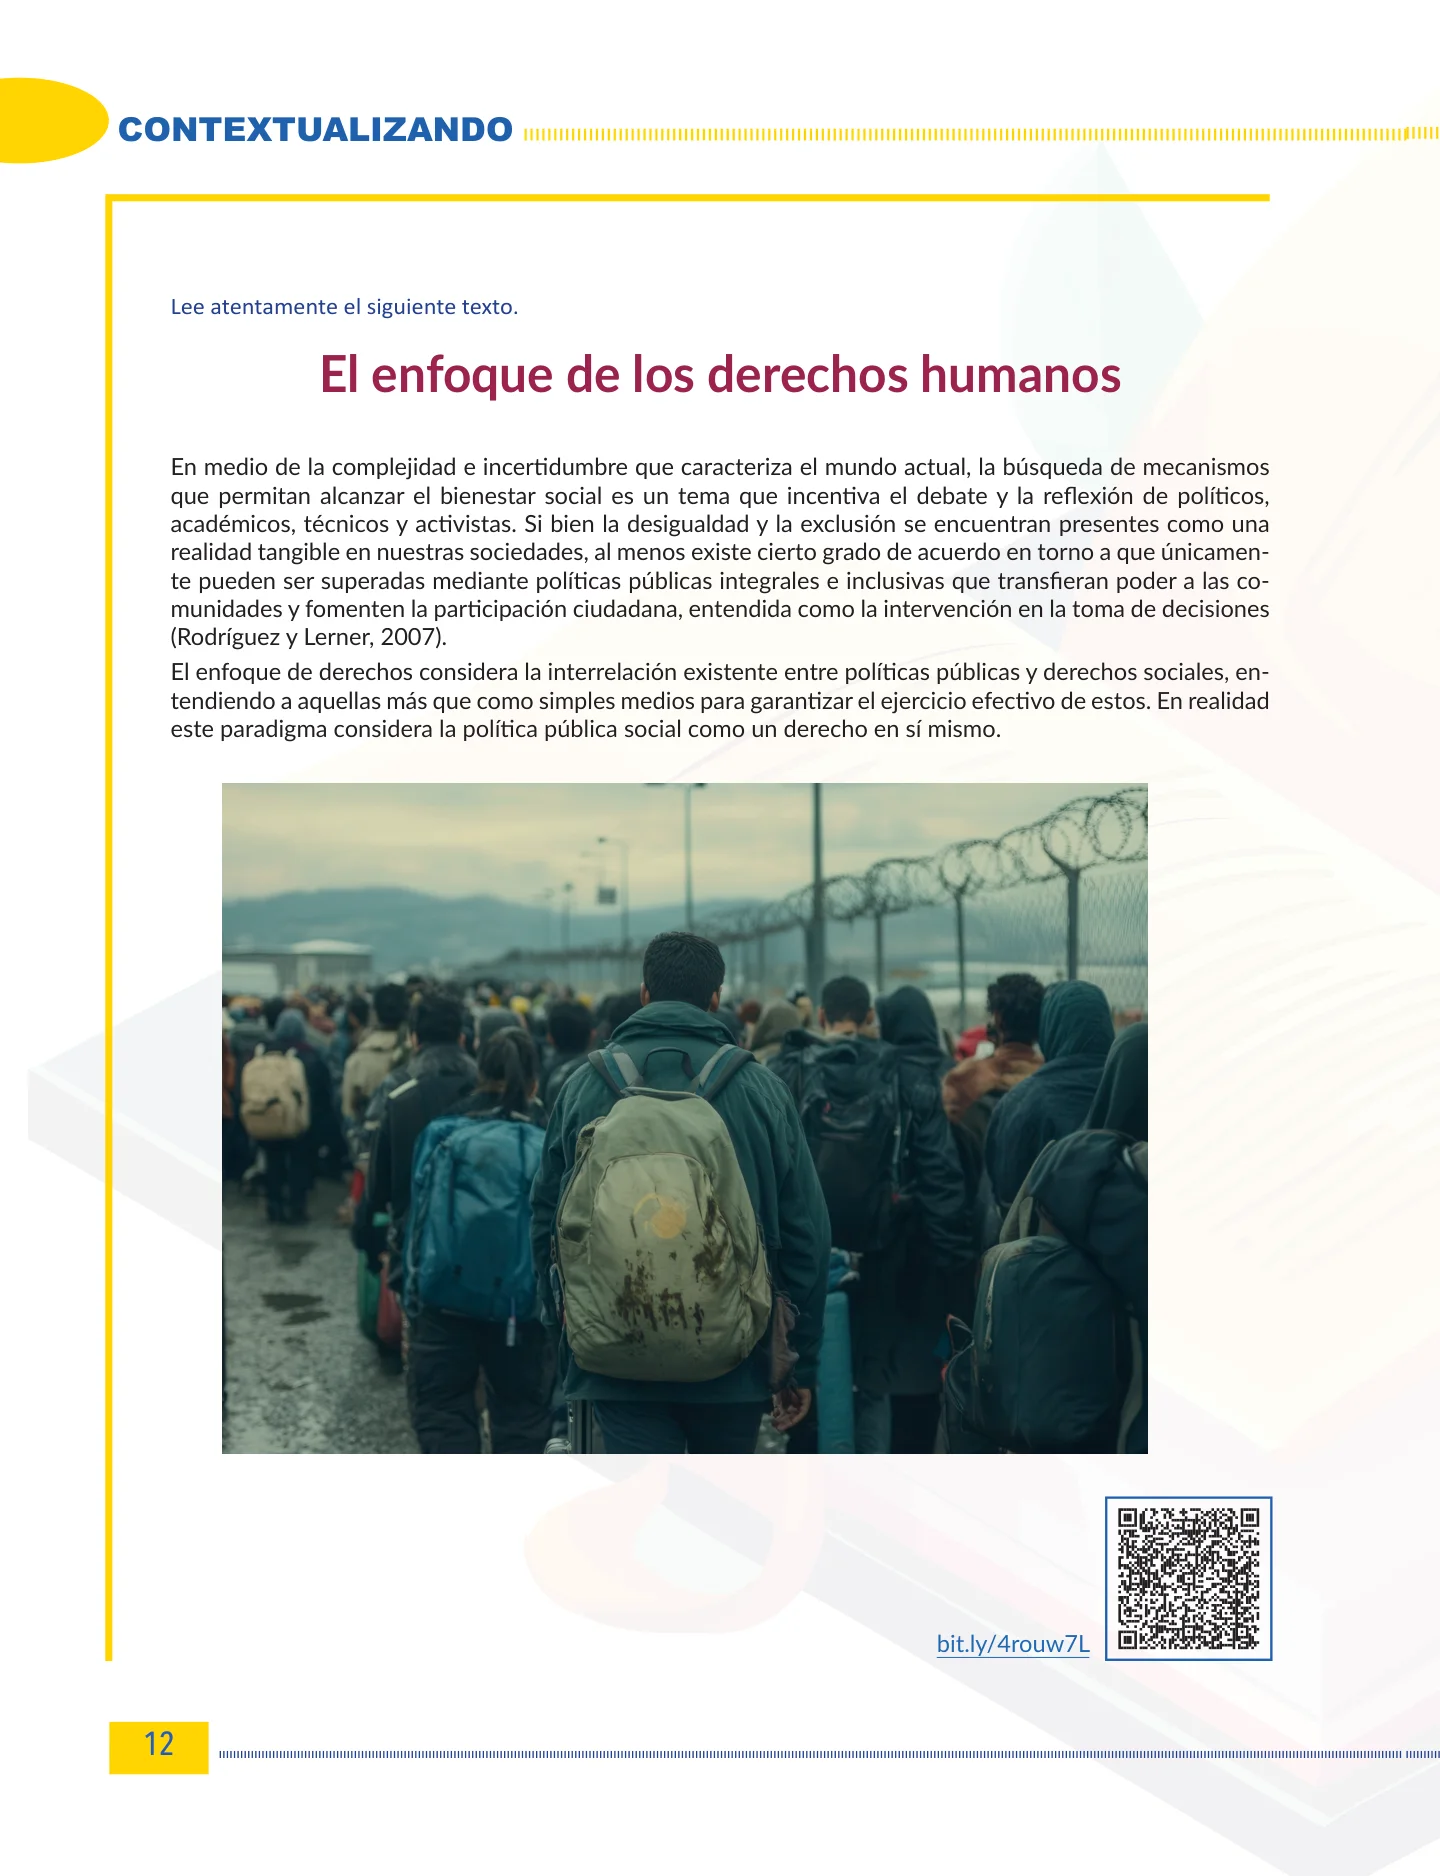 CONTEXTUALIZANDO
Lee atentamente el siguiente texto.
El enfoque de los derechos humanos
En medio de la complejidad e incertidumbre que caracteriza el mundo actual, la búsqueda de mecanismos
que permitan alcanzar el bienestar social es un tema que incentiva el debate y la reflexión de políticos,
académicos, técnicos y activistas. Si bien la desigualdad y la exclusión se encuentran presentes como una
realidad tangible en nuestras sociedades, al menos existe cierto grado de acuerdo en torno a que únicamen-
te pueden ser superadas mediante políticas públicas integrales e inclusivas que transfieran poder a las co-
munidades y fomenten la participación ciudadana, entendida como la intervención en la toma de decisiones
(Rodríguez y Lerner, 2007).
El enfoque de derechos considera la interrelación existente entre políticas públicas y derechos sociales, en-
tendiendo a aquellas más que como simples medios para garantizar el ejercicio efectivo de estos. En realidad
este paradigma considera la política pública social como un derecho en sí mismo.
bit.ly/4rouw7L
12